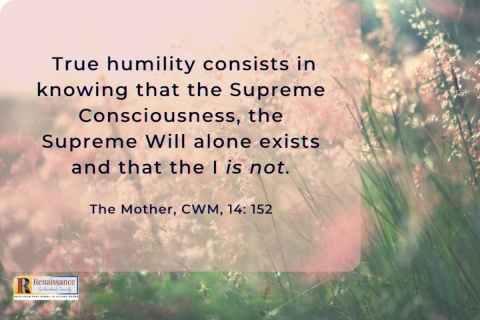 True humility consists in
knowing that the Supreme
Consciousness, the
Supreme Will alone exists
and that the I is not.
The Mother, CWM, 14: 152
Renaissance